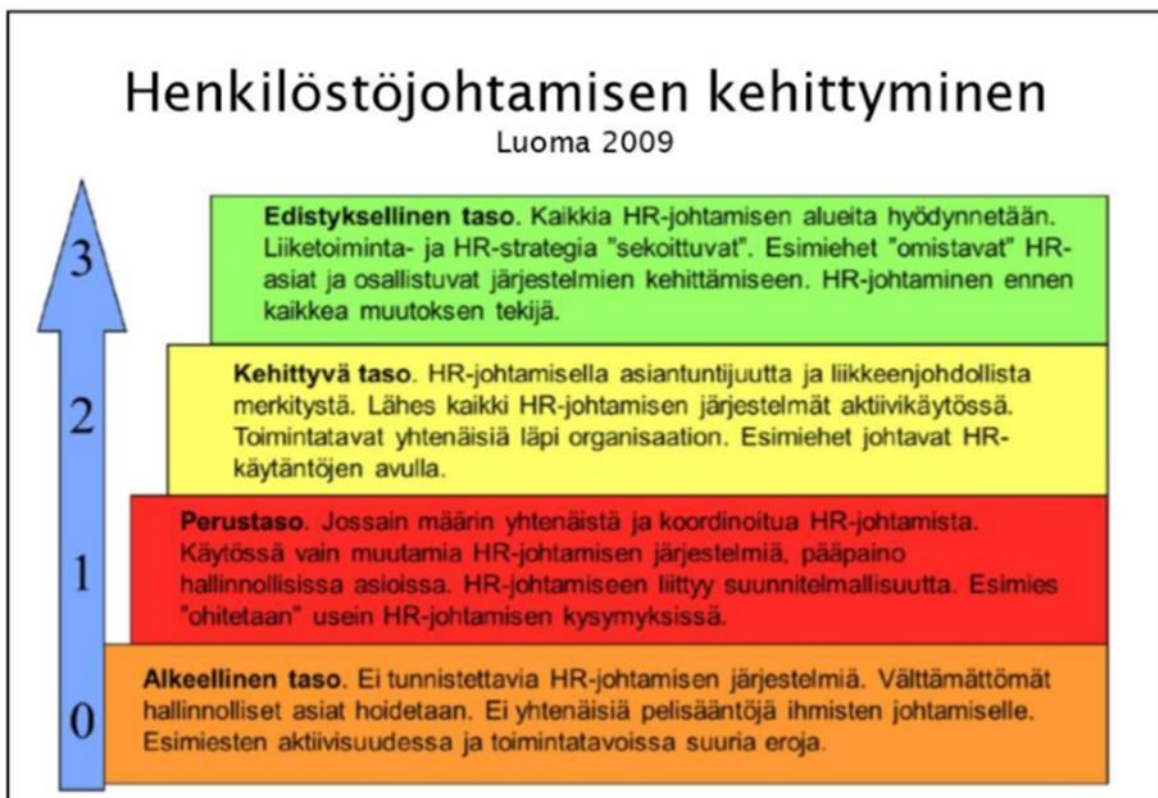 Henkilöstöjohtamisen kehittyminen
Luoma 2009
3
Edistyksellinen taso. Kaikkia HR-johtamisen alueita hyödynnetään.
Liiketoiminta- ja HR-strategia "sekoittuvat". Esimiehet "omistavat" HR-
asiat ja osallistuvat järjestelmien kehittämiseen. HR-johtaminen ennen
kaikkea muutoksen tekijä.
2
Kehittyvä taso. HR-johtamisella asiantuntijuutta ja liikkeenjohdollista
merkitystä. Lähes kaikki HR-johtamisen järjestelmät aktiivikäytössä.
Toimintatavat yhtenäisiä läpi organisaation. Esimiehet johtavat HR-
käytäntöjen avulla.
1
Perustaso. Jossain määrin yhtenäistä ja koordinoitua HR-johtamista.
Käytössä vain muutamia HR-johtamisen järjestelmiä, pääpaino
hallinnollisissa asioissa. HR-johtamiseen liittyy suunnitelmallisuutta. Esimies
"ohitetaan" usein HR-johtamisen kysymyksissä.
0
Alkeellinen taso. Ei tunnistettavia HR-johtamisen järjestelmiä. Välttämättömät
hallinnolliset asiat hoidetaan. Ei yhtenäisiä pelisääntöjä ihmisten johtamiselle.
Esimiesten aktiivisuudessa ja toimintatavoissa suuria eroja.